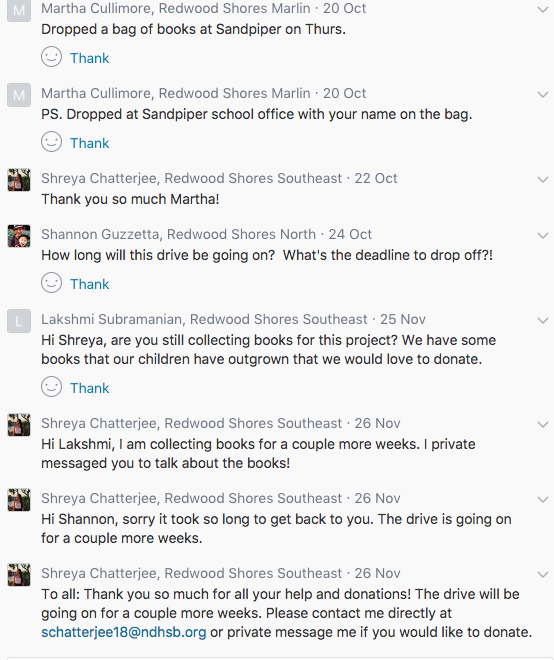 M Martha Cullimore, Redwood Shores Marlin · 20 Oct
Dropped a bag of books at Sandpiper on Thurs.
Thank
M Martha Cullimore, Redwood Shores Marlin · 20 Oct
PS. Dropped at Sandpiper school office with your name on the bag.
Thank
Shreya Chatterjee, Redwood Shores Southeast · 22 Oct
Thank you so much Martha!
Shannon Guzzetta, Redwood Shores North · 24 Oct
How long will this drive be going on?  What's the deadline to drop off?!
Thank
L Lakshmi Subramanian, Redwood Shores Southeast · 25 Nov
Hi Shreya, are you still collecting books for this project? We have some
books that our children have outgrown that we would love to donate.
Thank
Shreya Chatterjee, Redwood Shores Southeast · 26 Nov
Hi Lakshmi, I am collecting books for a couple more weeks. I private
messaged you to talk about the books!
Shreya Chatterjee, Redwood Shores Southeast · 26 Nov
Hi Shannon, sorry it took so long to get back to you. The drive is going on
for a couple more weeks.
Shreya Chatterjee, Redwood Shores Southeast · 26 Nov
To all: Thank you so much for all your help and donations! The drive will be
going on for a couple more weeks. Please contact me directly at
schatterjee18@ndhsb.org or private message me if you would like to donate.